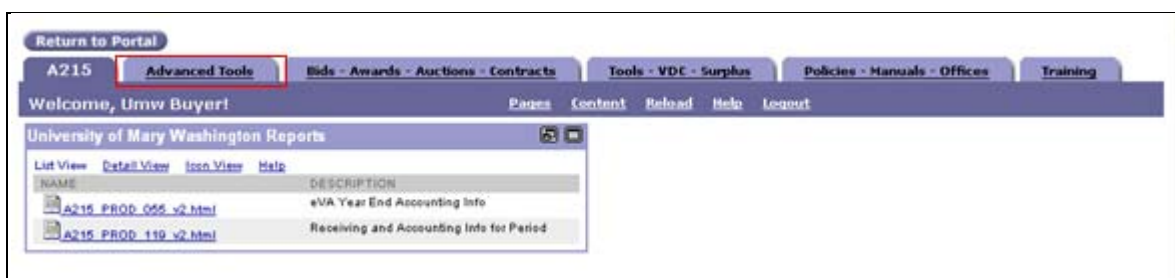 Return to Portal
A215 Advanced Tools Bids - Awards - Auctions - Contracts Tools - VDC - Surplus Policies - Manuals - Offices Training
Welcome, Umw Buyer! Pages Content Reload Help Logout
University of Mary Washington Reports
List View Detail View Icon View Help
NAME DESCRIPTION
A215_PROD_055_v2.html eVA Year End Accounting Info
A215_PROD_119_v2.html Receiving and Accounting Info for Period